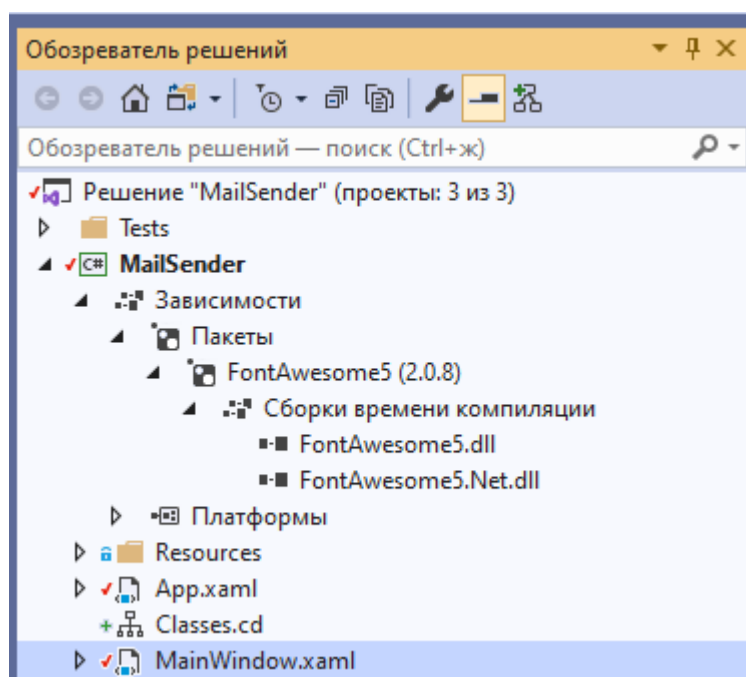 Обозреватель решений
Обозреватель решений — поиск (Ctrl+ж)
Решение "MailSender" (проекты: 3 из 3)
Tests
C# MailSender
Зависимости
Пакеты
FontAwesome5 (2.0.8)
Сборки времени компиляции
FontAwesome5.dll
FontAwesome5.Net.dll
Платформы
Resources
App.xaml
Classes.cd
MainWindow.xaml